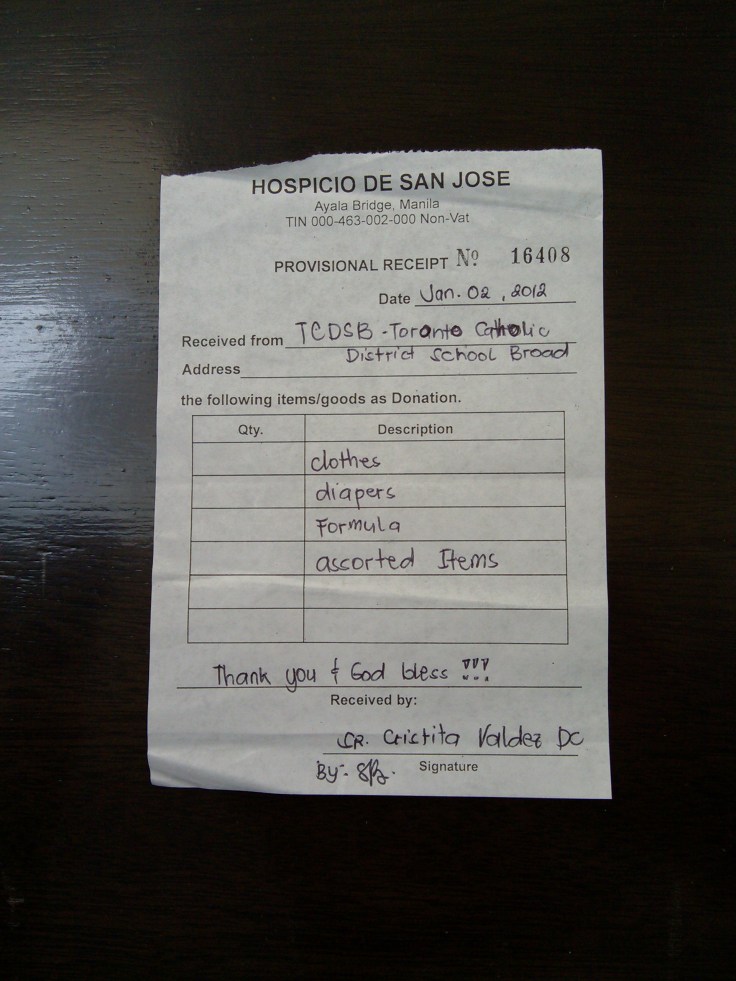 HOSPICIO DE SAN JOSE
Ayala Bridge, Manila
TIN 000-463-002-000 Non-Vat
PROVISIONAL RECEIPT Nº 16408
Date Jan. 02, 2012
Received from TCDSB - Toranto Catholic
District School Broad
Address
the following items/goods as Donation.
Qty. Description
clothes
diapers
Formula
assorted Items
Thank you & God bless !!!
Received by:
SR. Cristita Valdez DC
By:
Signature